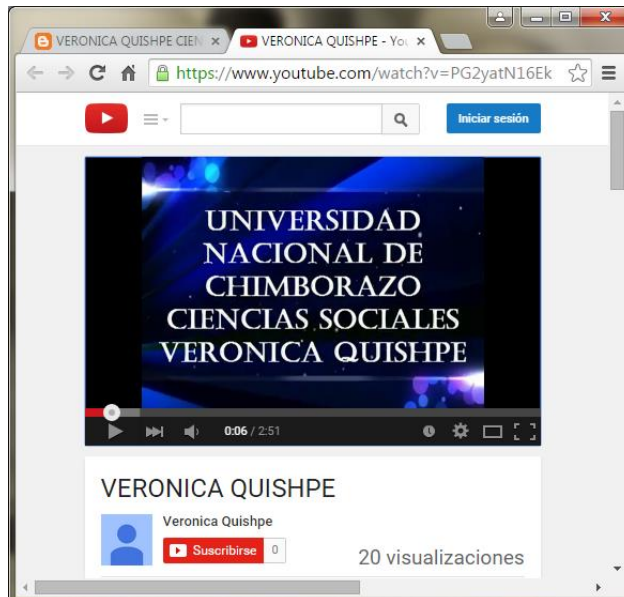 VERONICA QUISHPE CIEN
VERONICA QUISHPE - You
https://www.youtube.com/watch?v=PG2yatN16Ek
Iniciar sesión
UNIVERSIDAD
NACIONAL DE
CHIMBORAZO
CIENCIAS SOCIALES
VERONICA QUISHPE
0:06 / 2:51
VERONICA QUISHPE
Veronica Quishpe
Suscribirse 0
20 visualizaciones